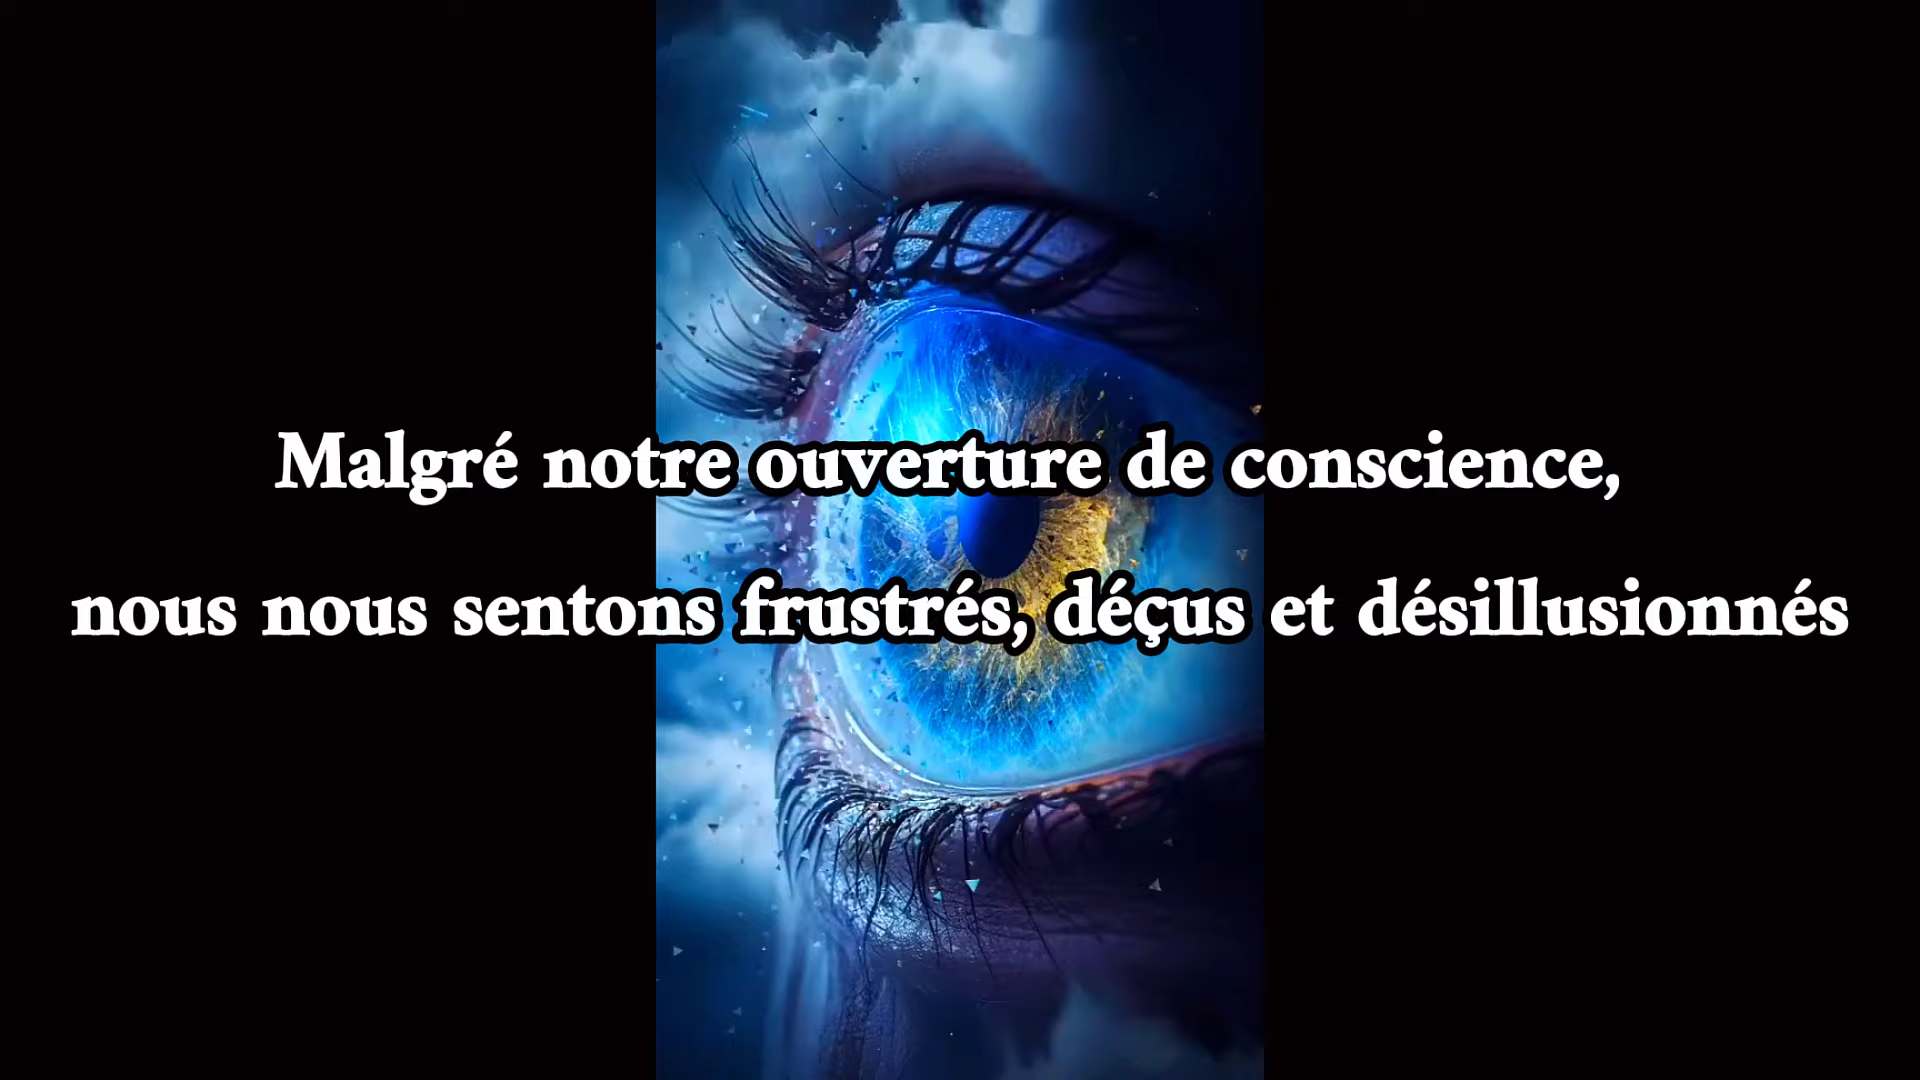 Malgré notre ouverture de conscience,
nous nous sentons frustrés, déçus et désillusionnés